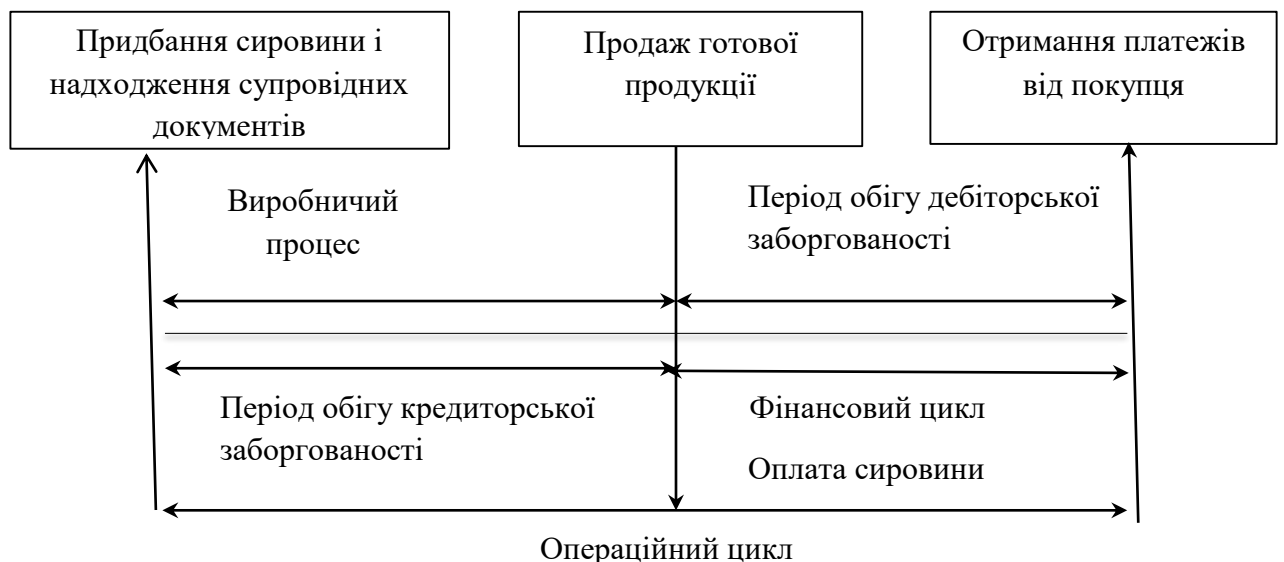 Придбання сировини і
надходження супровідних
документів
Продаж готової
продукції
Отримання платежів
від покупця
Виробничий
процес
Період обігу дебіторської
заборгованості
Період обігу кредиторської
заборгованості
Фінансовий цикл
Оплата сировини
Операційний цикл